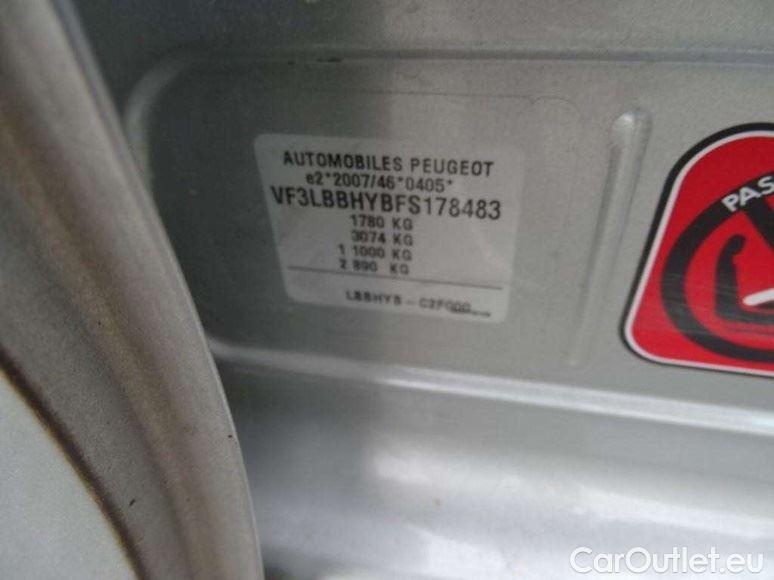 AUTOMOBILES PEUGEOT
e2*2007/46*0405*
VF3LBBHYBFS178483
1780 KG
3074 KG
1 1000 KG
2 890 KG
LBBHYB - C2F000
PAS
CarOutlet.eu